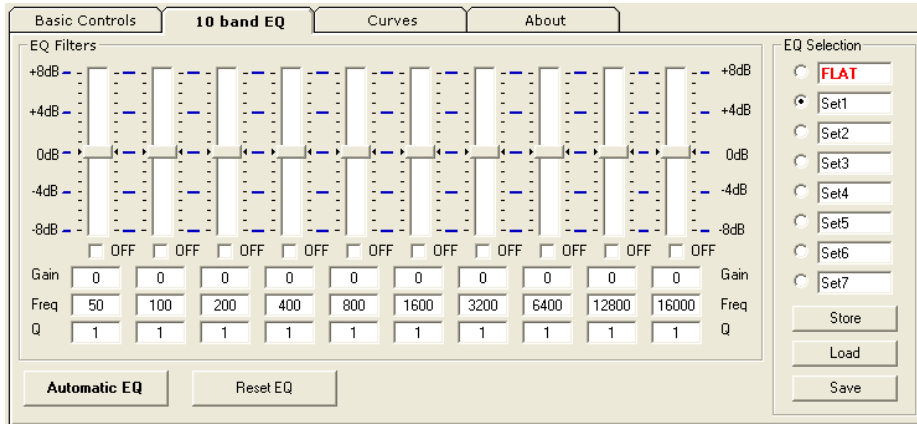 Basic Controls 10 band EQ Curves About
EQ Filters EQ Selection
+8dB +8dB FLAT
+4dB +4dB Set1
Set2
0dB 0dB Set3
-4dB -4dB Set4
-8dB -8dB Set5
OFF OFF OFF OFF OFF OFF OFF OFF OFF OFF Set6
Gain 0 0 0 0 0 0 0 0 0 0 Gain Set7
Freq 50 100 200 400 800 1600 3200 6400 12800 16000 Freq
Store
Q 1 1 1 1 1 1 1 1 1 1 Q
Load
Automatic EQ Reset EQ Save